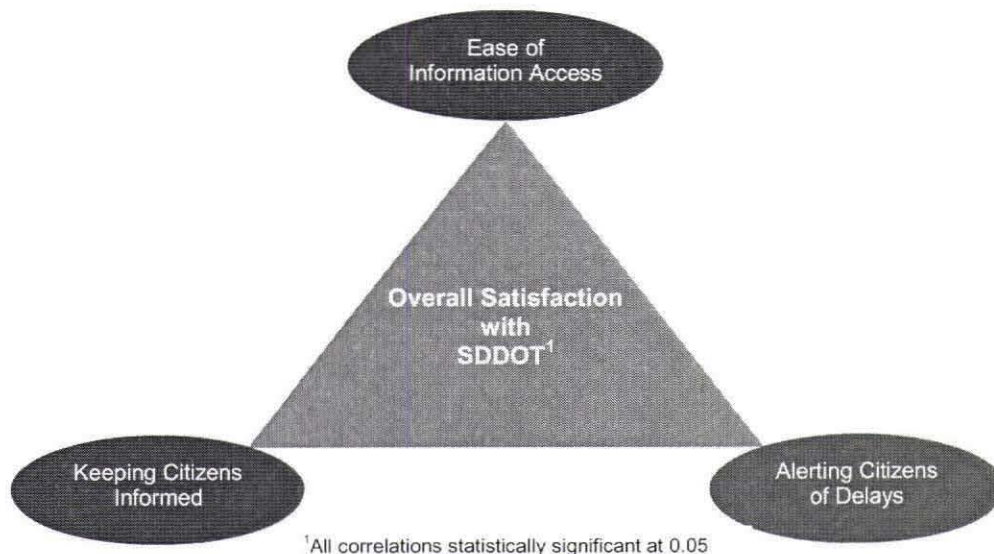 Ease of
Information Access
Overall Satisfaction
with
SDDOT¹
Keeping Citizens
Informed
Alerting Citizens
of Delays
¹All correlations statistically significant at 0.05